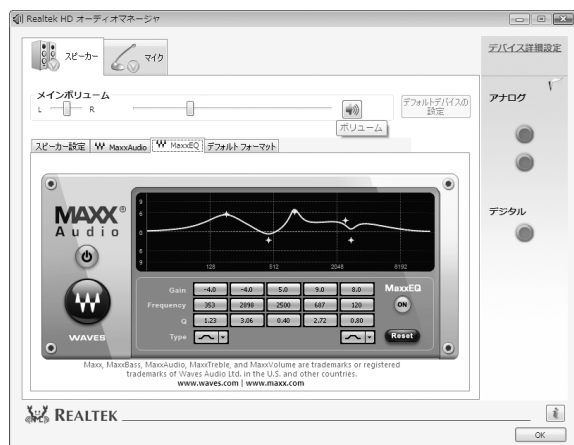 Realtek HD オーディオマネージャ
スピーカー
マイク
デバイス詳細設定
メインボリューム
L R
デフォルトデバイスの
設定
ボリューム
アナログ
デジタル
スピーカー設定 MaxxAudio MaxxEQ デフォルト フォーマット
MAXX®
Audio
WAVES
9
6
0
6
9
128 512 2048 8192
Gain -4.0 -4.0 5.0 9.0 8.0
Frequency 353 2898 2500 687 120
Q 1.23 3.06 0.40 2.72 0.80
Type
MaxxEQ
ON
Reset
Maxx, MaxxBass, MaxxAudio, MaxxTreble, and MaxxVolume are trademarks or registered
trademarks of Waves Audio Ltd. in the U.S. and other countries.
www.waves.com | www.maxx.com
REALTEK
i
OK